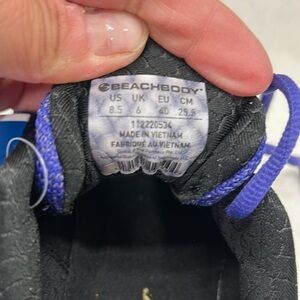 BEACHBODY
US UK EU CM
8.5 6 40 25.5
112220534
MADE IN VIETNAM
FABRIQUÉ AU VIETNAM